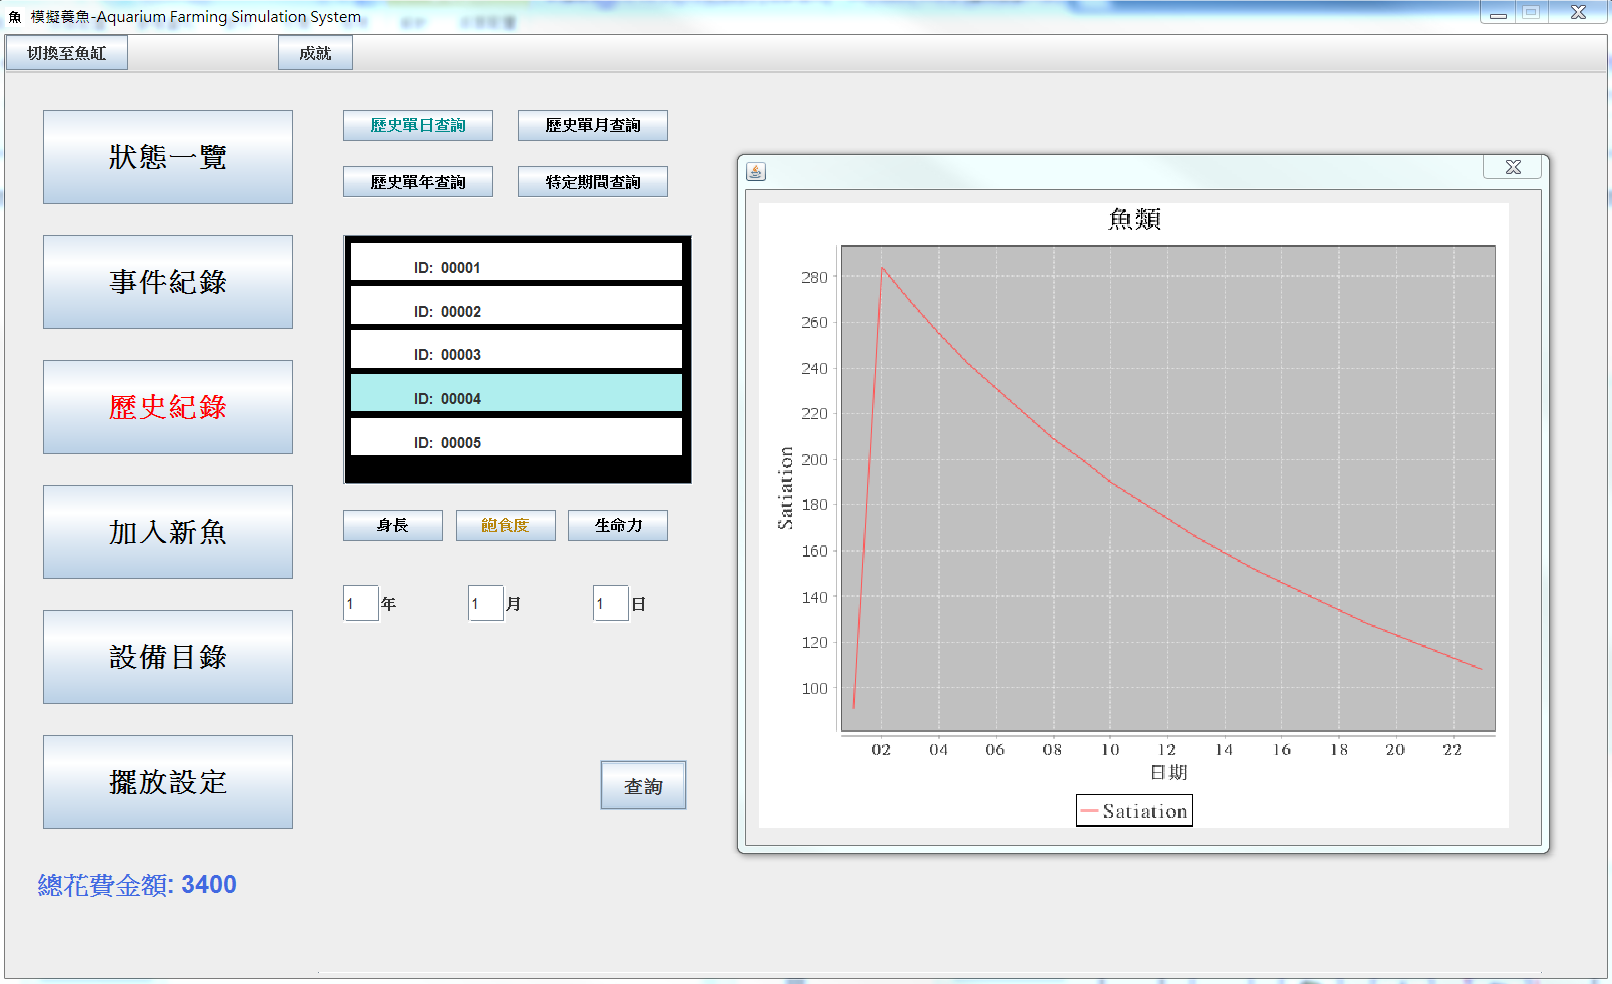 魚 模擬養魚-Aquarium Farming Simulation System
切換至魚缸
成就
狀態一覽
事件紀錄
歷史紀錄
加入新魚
設備目錄
擺放設定
總花費金額: 3400
歷史單日查詢
歷史單月查詢
歷史單年查詢
特定期間查詢
ID: 00001
ID: 00002
ID: 00003
ID: 00004
ID: 00005
身長
飽食度
生命力
1 年
1 月
1 日
查詢
魚類
Satiation
280
260
240
220
200
180
160
140
120
100
02 04 06 08 10 12 14 16 18 20 22
日期
Satiation